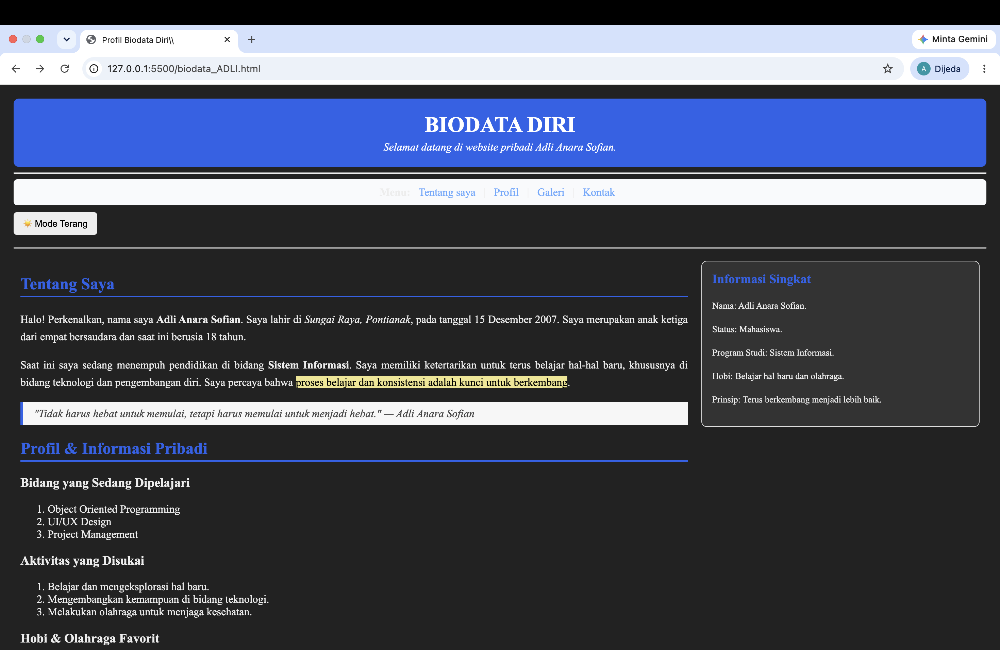 Profil Biodata Diri\\
Minta Gemini
127.0.0.1:5500/biodata_ADLI.html
A Dijeda
BIODATA DIRI
Selamat datang di website pribadi Adli Anara Sofian.
Menu: Tentang saya | Profil | Galeri | Kontak
☀️ Mode Terang
Tentang Saya
Halo! Perkenalkan, nama saya Adli Anara Sofian. Saya lahir di Sungai Raya, Pontianak, pada tanggal 15 Desember 2007. Saya merupakan anak ketiga
dari empat bersaudara dan saat ini berusia 18 tahun.
Saat ini saya sedang menempuh pendidikan di bidang Sistem Informasi. Saya memiliki ketertarikan untuk terus belajar hal-hal baru, khususnya di
bidang teknologi dan pengembangan diri. Saya percaya bahwa proses belajar dan konsistensi adalah kunci untuk berkembang.
"Tidak harus hebat untuk memulai, tetapi harus memulai untuk menjadi hebat." — Adli Anara Sofian
Profil & Informasi Pribadi
Bidang yang Sedang Dipelajari
1. Object Oriented Programming
2. UI/UX Design
3. Project Management
Aktivitas yang Disukai
1. Belajar dan mengeksplorasi hal baru.
2. Mengembangkan kemampuan di bidang teknologi.
3. Melakukan olahraga untuk menjaga kesehatan.
Hobi & Olahraga Favorit
Informasi Singkat
Nama: Adli Anara Sofian.
Status: Mahasiswa.
Program Studi: Sistem Informasi.
Hobi: Belajar hal baru dan olahraga.
Prinsip: Terus berkembang menjadi lebih baik.